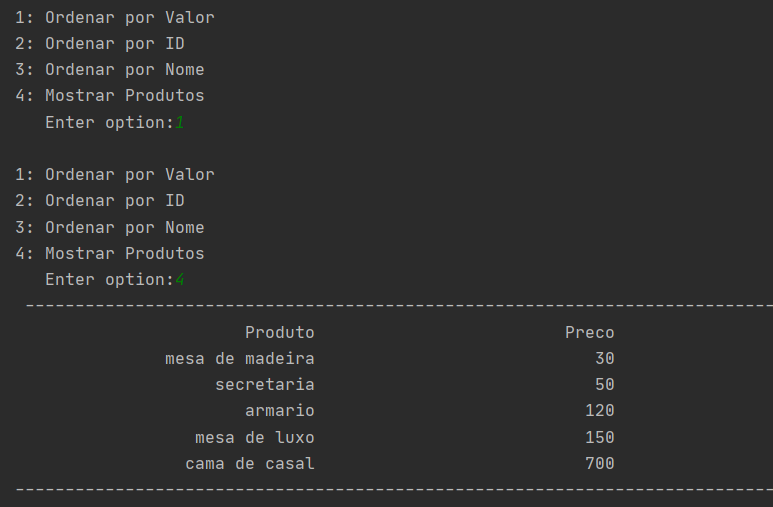 1: Ordenar por Valor
2: Ordenar por ID
3: Ordenar por Nome
4: Mostrar Produtos
Enter option:1
1: Ordenar por Valor
2: Ordenar por ID
3: Ordenar por Nome
4: Mostrar Produtos
Enter option:4
---------------------------------------------------------------------------
Produto Preco
mesa de madeira 30
secretaria 50
armario 120
mesa de luxo 150
cama de casal 700
----------------------------------------------------------------------------